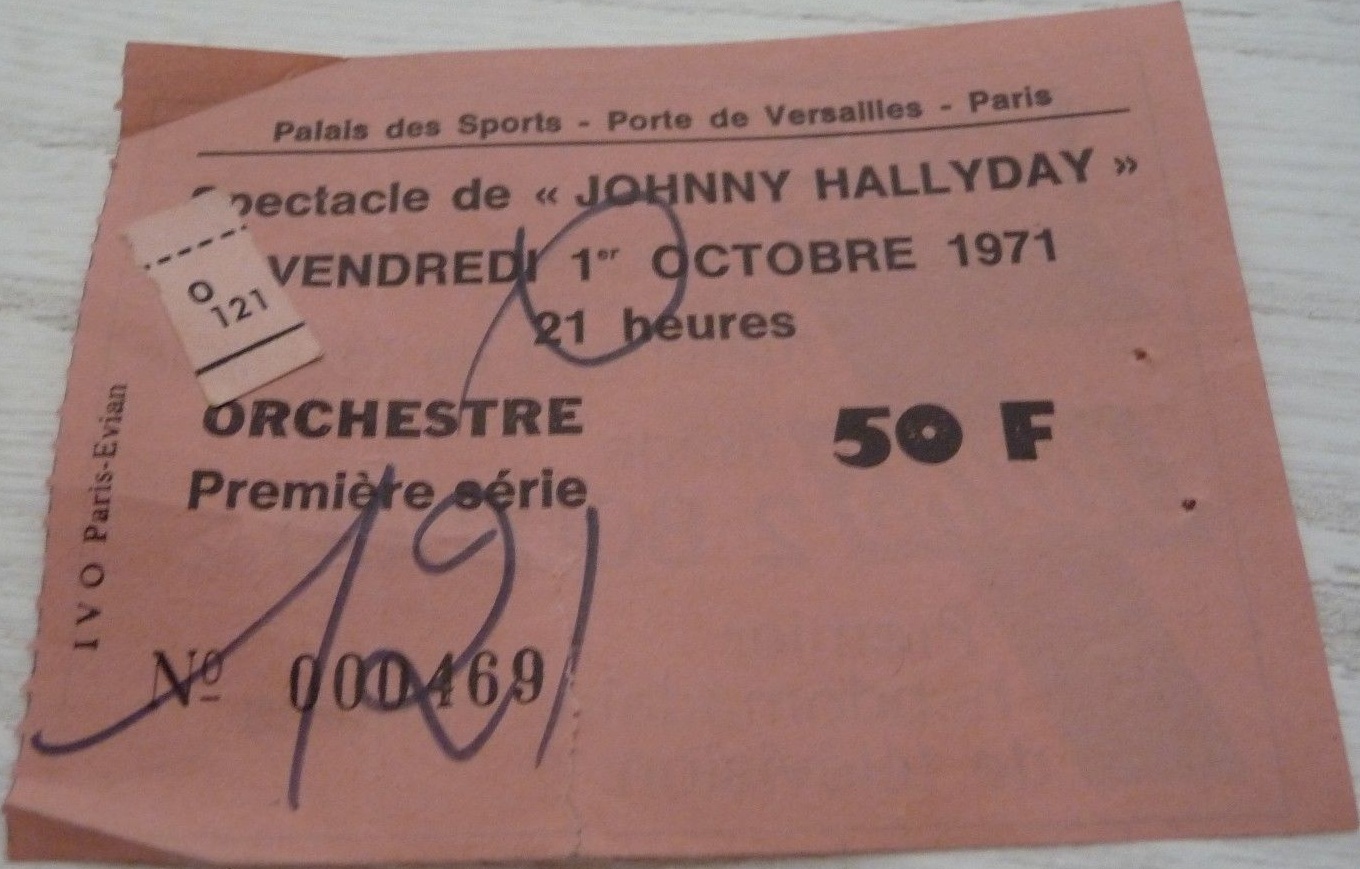 Palais des Sports - Porte de Versailles - Paris
Spectacle de « JOHNNY HALLYDAY »
VENDREDI 1er OCTOBRE 1971
21 heures
O
121
ORCHESTRE
50 F
Première série
IVO Paris-Evian
O
121
Nº 000469